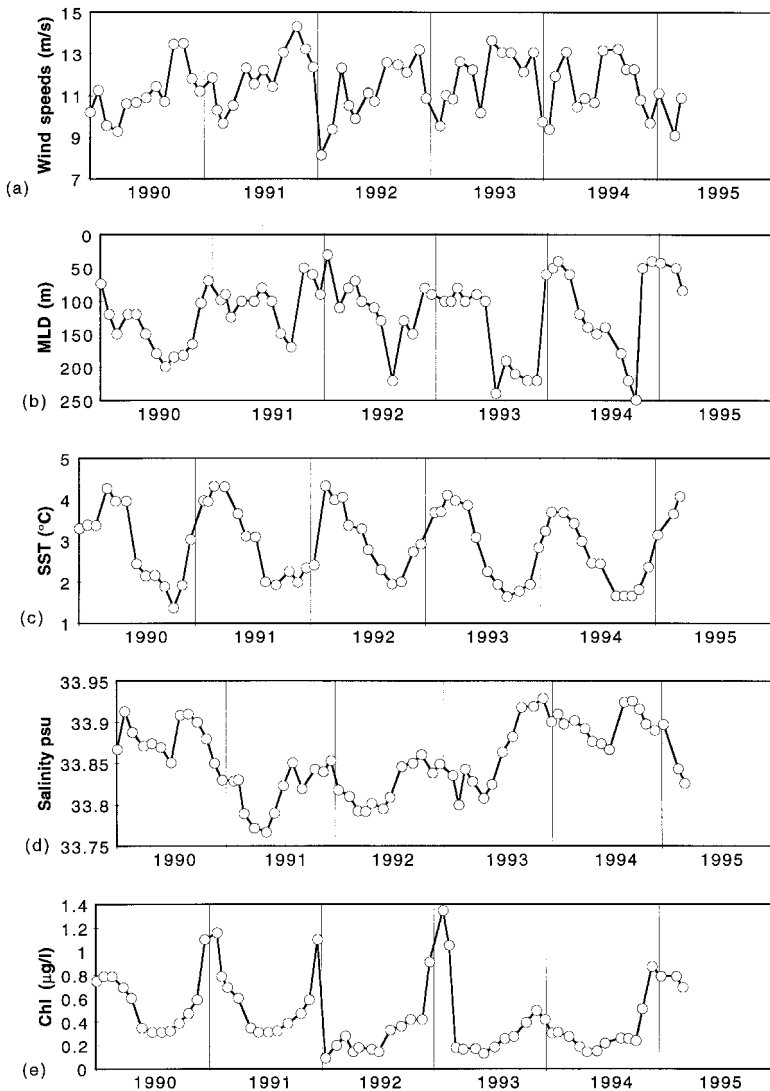 15
13
11
9
7
Wind speeds (m/s)
(a)
1990 1991 1992 1993 1994 1995
0
50
100
150
200
250
MLD (m)
(b)
1990 1991 1992 1993 1994 1995
5
4
3
2
1
SST (°C)
(c)
1990 1991 1992 1993 1994 1995
33.95
33.9
33.85
33.8
33.75
Salinity psu
(d)
1990 1991 1992 1993 1994 1995
1.4
1.2
1
0.8
0.6
0.4
0.2
0
Chl (µg/l)
(e)
1990 1991 1992 1993 1994 1995